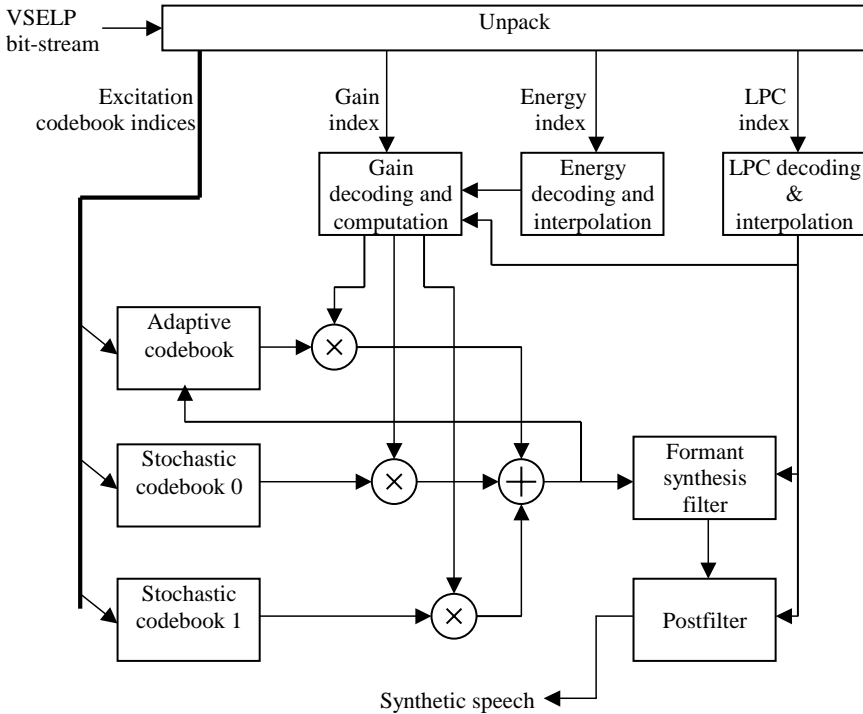 VSELP
bit-stream
Unpack
Excitation
codebook indices
Gain
index
Energy
index
LPC
index
Gain
decoding and
computation
Energy
decoding and
interpolation
LPC decoding
&
interpolation
Adaptive
codebook
×
Stochastic
codebook 0
×
+
Formant
synthesis
filter
Stochastic
codebook 1
×
Postfilter
Synthetic speech